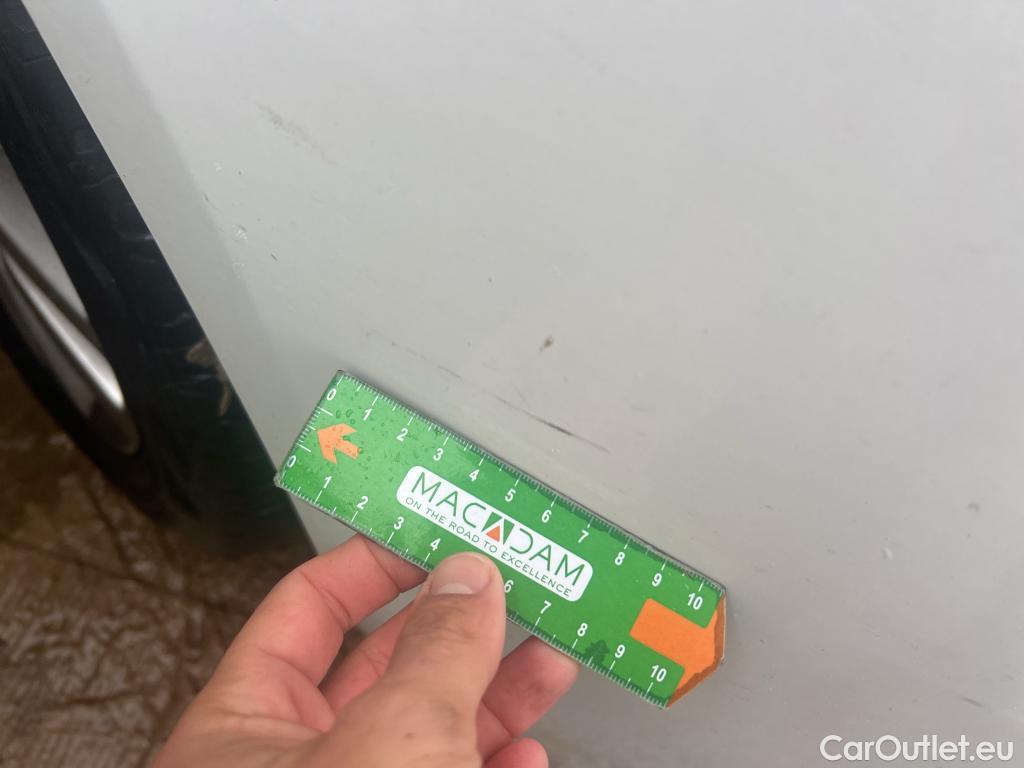 0 1 2 3 4 5 6 7 8 9 10
MACADAM
ON THE ROAD TO EXCELLENCE
0 1 2 3 4 6 7 8 9 10
CarOutlet.eu